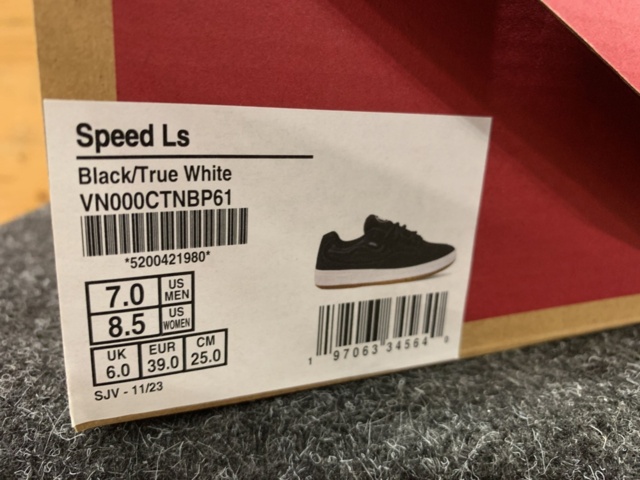 Speed Ls
Black/True White
VN000CTNBP61
*5200421980*
7.0 US MEN
8.5 US WOMEN
UK 6.0 EUR 39.0 CM 25.0
SJV - 11/23
1 97063 34564 8